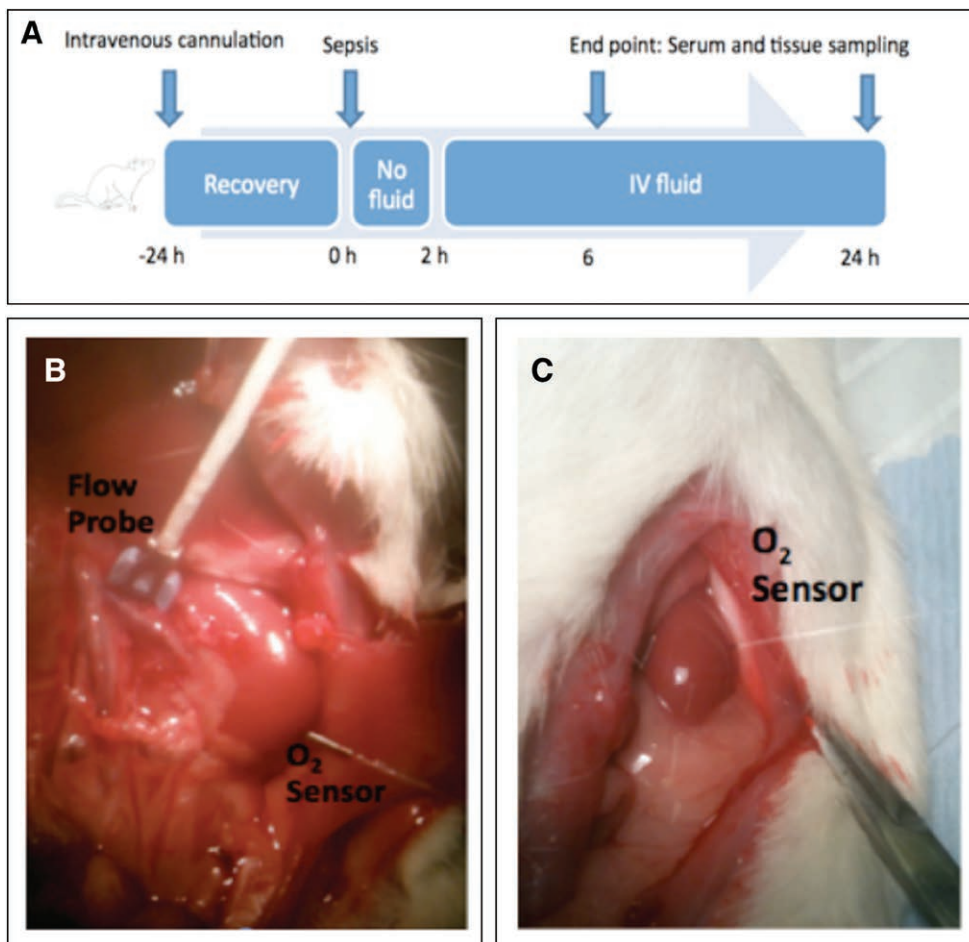 A
Intravenous cannulation
Sepsis
End point: Serum and tissue sampling
Recovery
No
fluid
IV fluid
-24 h
0 h
2 h
6
24 h
B
Flow
Probe
O₂
Sensor
C
O₂
Sensor